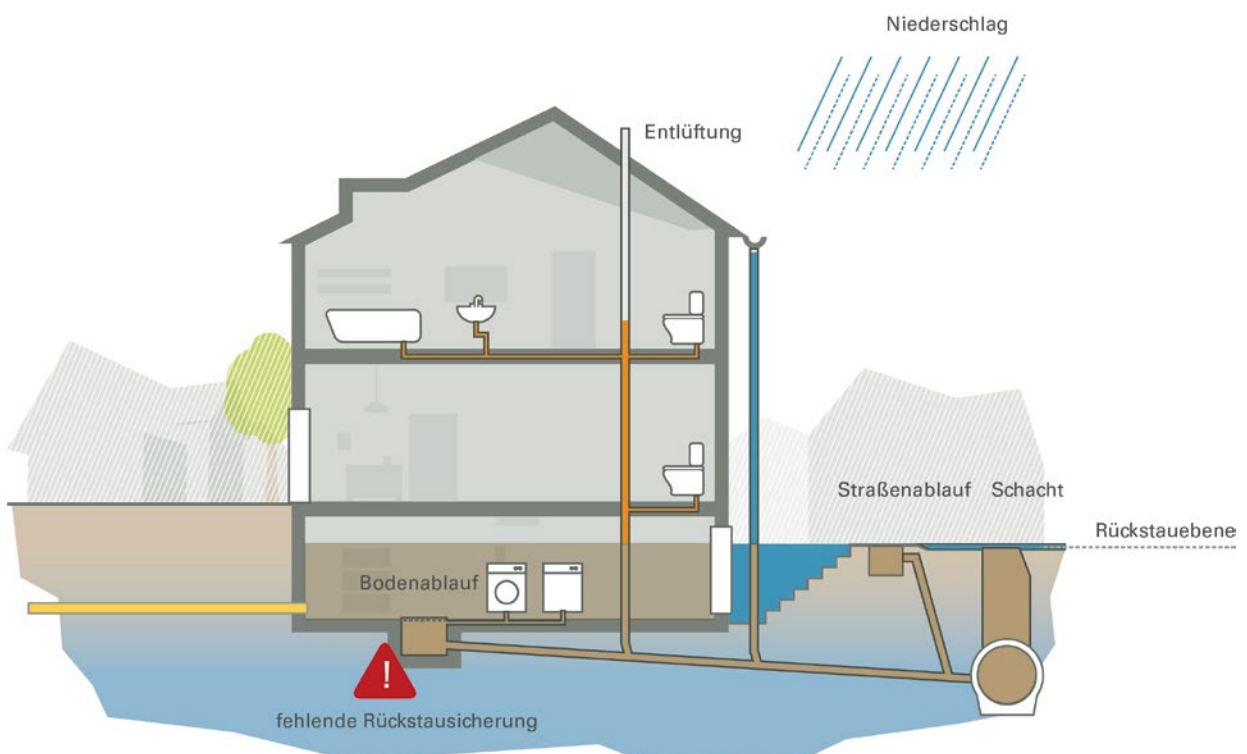 Niederschlag
Entlüftung
Straßenablauf
Schacht
Rückstauebene
Bodenablauf
!
fehlende Rückstausicherung